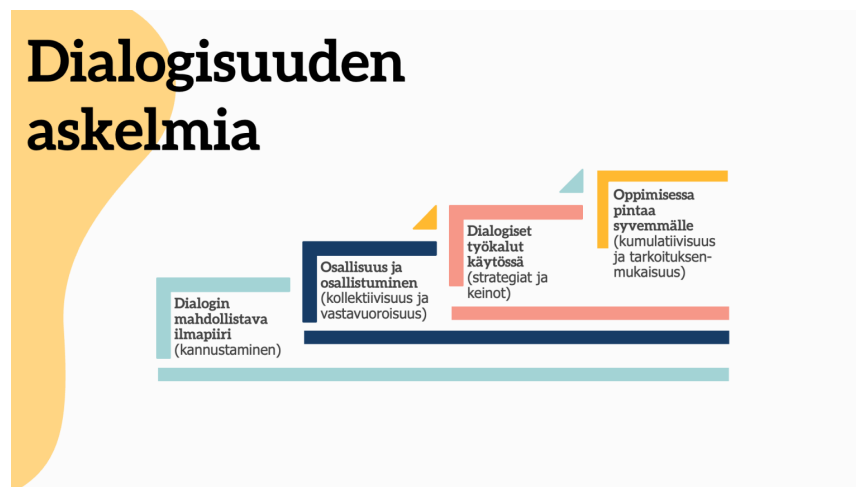 Dialogisuuden
askelmia
Dialogin
mahdollistava
ilmapiiri
(kannustaminen)
Osallisuus ja
osallistuminen
(kollektiivisuus ja
vastavuoroisuus)
Dialogiset
työkalut
käytössä
(strategiat ja
keinot)
Oppimisessa
pintaa
syvemmälle
(kumulatiivisuus
ja tarkoituksen-
mukaisuus)